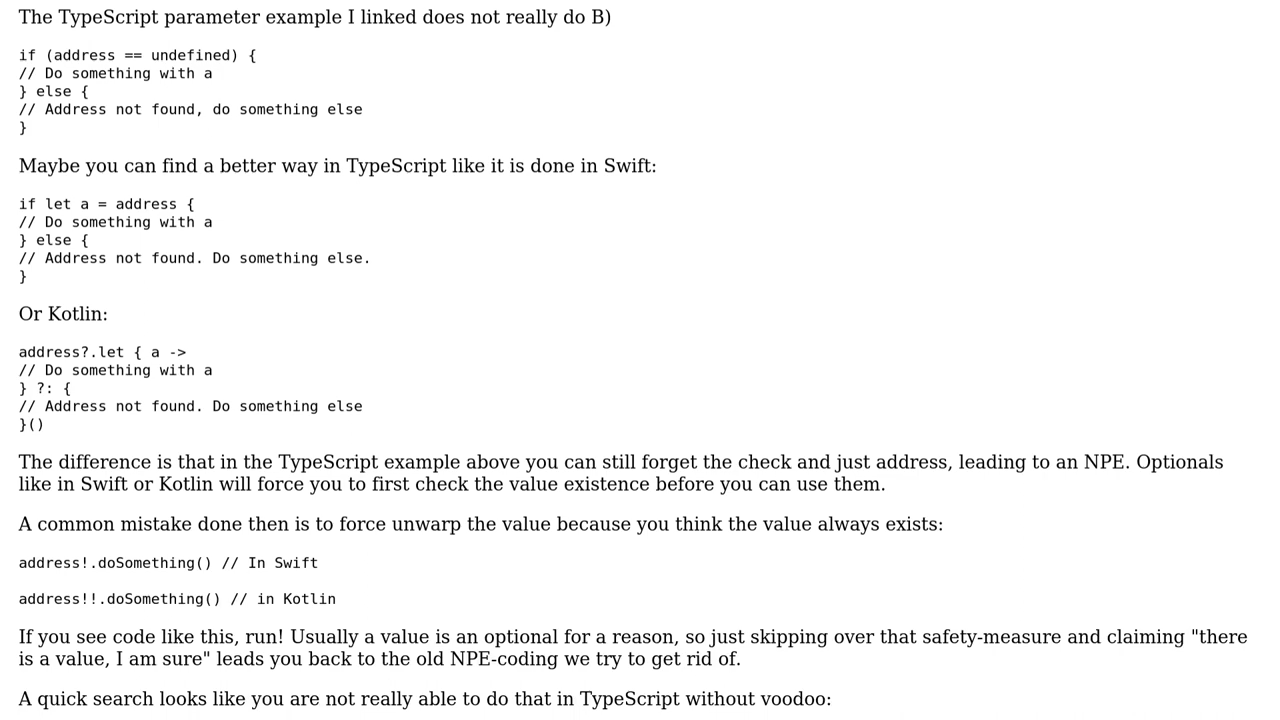 The TypeScript parameter example I linked does not really do B)
if (address == undefined) {
// Do something with a
} else {
// Address not found, do something else
}
Maybe you can find a better way in TypeScript like it is done in Swift:
if let a = address {
// Do something with a
} else {
// Address not found. Do something else.
}
Or Kotlin:
address?.let { a ->
// Do something with a
} ?: {
// Address not found. Do something else
}()
The difference is that in the TypeScript example above you can still forget the check and just address, leading to an NPE. Optionals
like in Swift or Kotlin will force you to first check the value existence before you can use them.
A common mistake done then is to force unwarp the value because you think the value always exists:
address!.doSomething() // In Swift
address!!.doSomething() // in Kotlin
If you see code like this, run! Usually a value is an optional for a reason, so just skipping over that safety-measure and claiming "there
is a value, I am sure" leads you back to the old NPE-coding we try to get rid of.
A quick search looks like you are not really able to do that in TypeScript without voodoo: